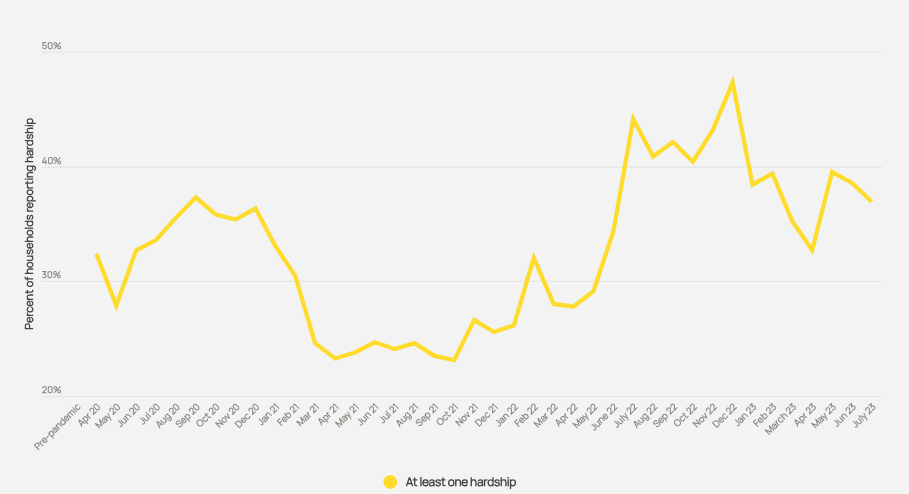 50%
40%
30%
20%
Percent of households reporting hardship
Pre-pandemic
Apr 20
May 20
Jun 20
Jul 20
Aug 20
Sep 20
Oct 20
Nov 20
Dec 20
Jan 21
Feb 21
Mar 21
Apr 21
May 21
Jun 21
Jul 21
Aug 21
Sep 21
Oct 21
Nov 21
Dec 21
Jan 22
Feb 22
Mar 22
Apr 22
May 22
June 22
July 22
Aug 22
Sep 22
Oct 22
Nov 22
Dec 22
Jan 23
Feb 23
March 23
Apr 23
May 23
Jun 23
July 23
At least one hardship